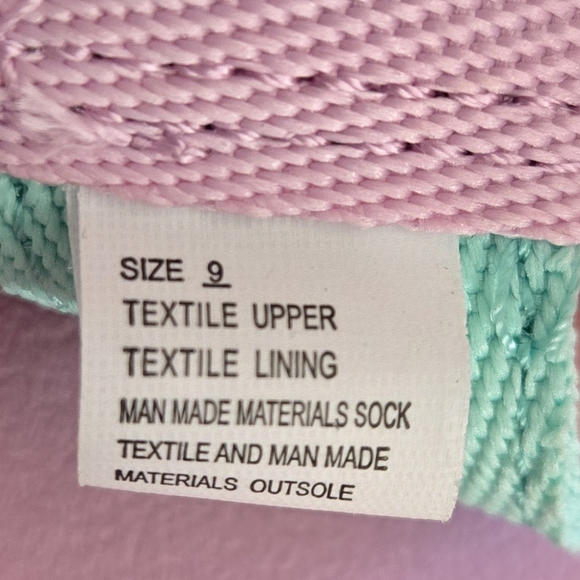 SIZE 9
TEXTILE UPPER
TEXTILE LINING
MAN MADE MATERIALS SOCK
TEXTILE AND MAN MADE
MATERIALS OUTSOLE